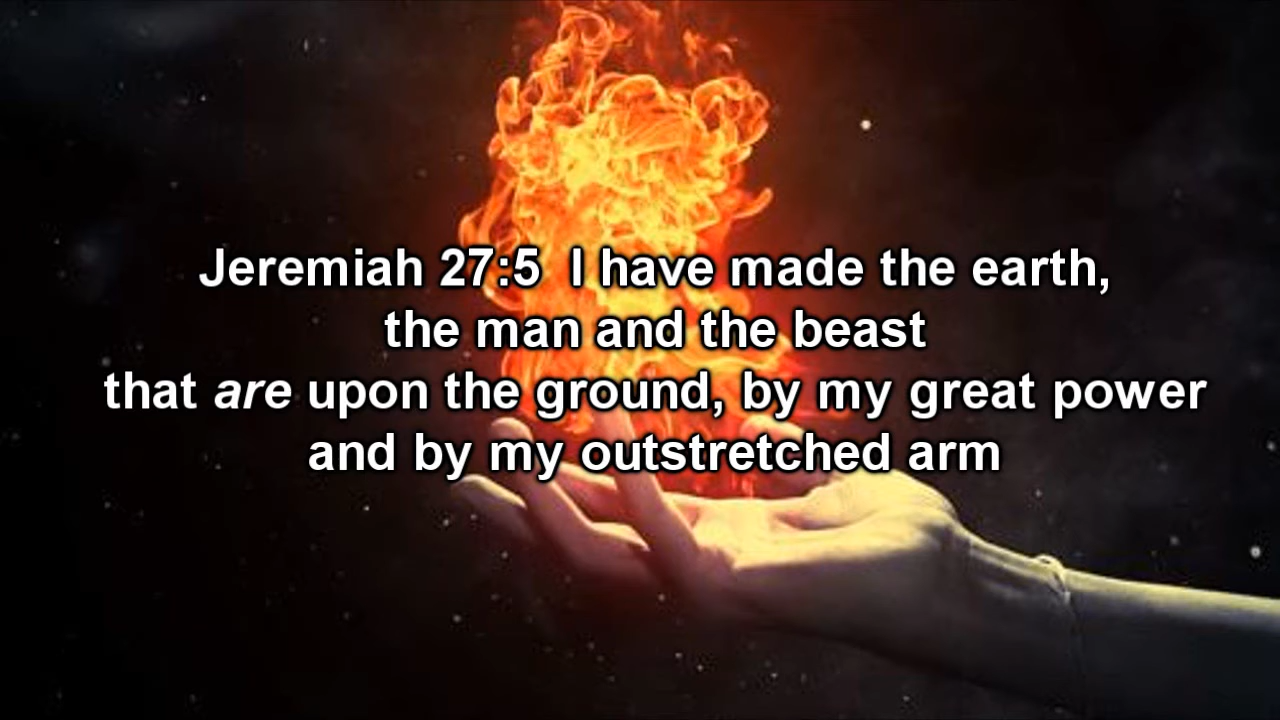 Jeremiah 27:5  I have made the earth,
the man and the beast
that are upon the ground, by my great power
and by my outstretched arm